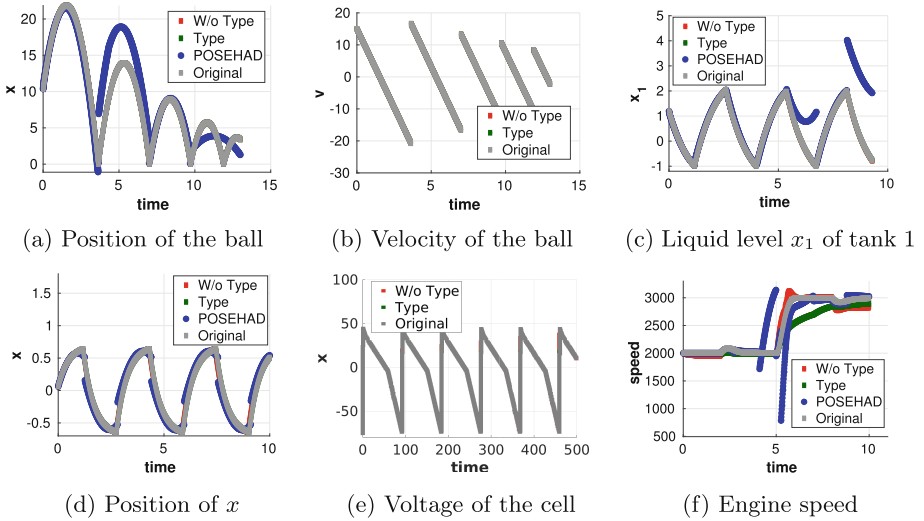 20
15
10
5
0
x
W/o Type
Type
POSEHAD
Original
0 5 10 15
time
(a) Position of the ball
20
10
0
-10
-20
-30
v
W/o Type
Type
Original
0 5 10 15
time
(b) Velocity of the ball
5
4
3
2
1
0
-1
x1
W/o Type
Type
POSEHAD
Original
0 5 10
time
(c) Liquid level x1 of tank 1
1.5
1
0.5
0
-0.5
x
W/o Type
Type
POSEHAD
Original
0 5 10
time
(d) Position of x
100
50
0
-50
x
W/o Type
Type
Original
0 100 200 300 400 500
time
(e) Voltage of the cell
3000
2500
2000
1500
1000
500
speed
W/o Type
Type
POSEHAD
Original
0 5 10
time
(f) Engine speed